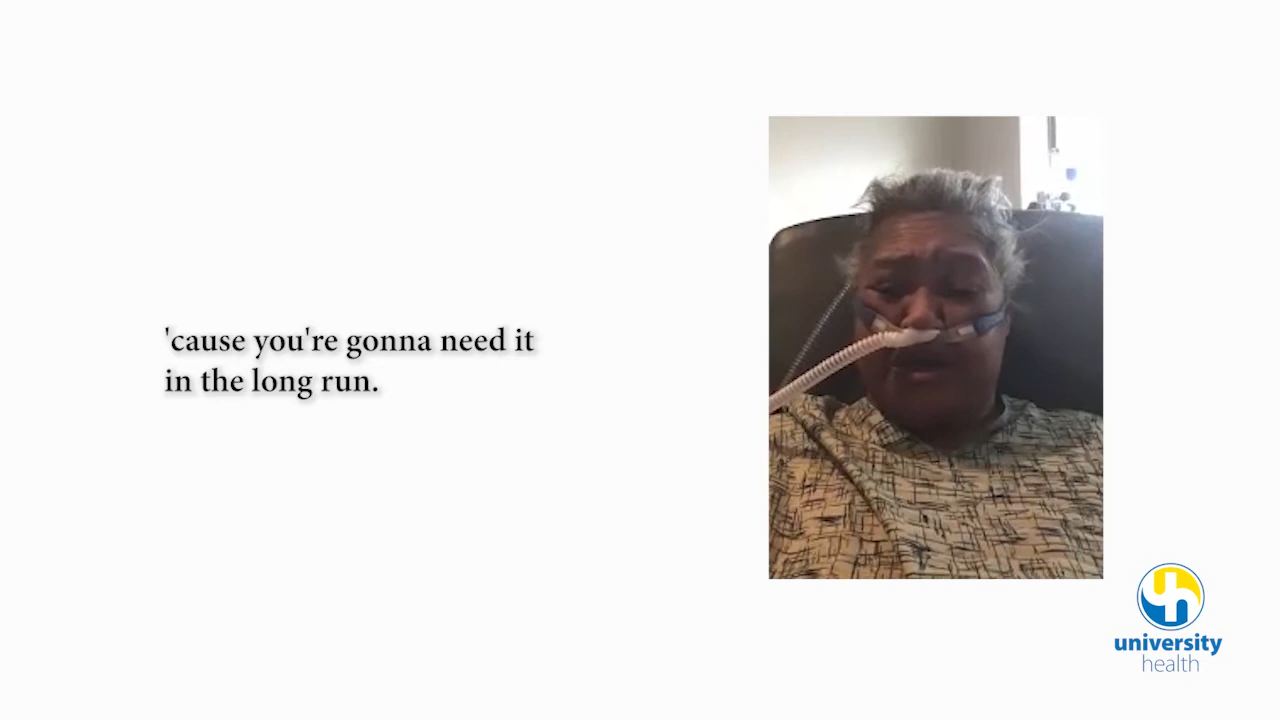 'cause you're gonna need it
in the long run.
university
health